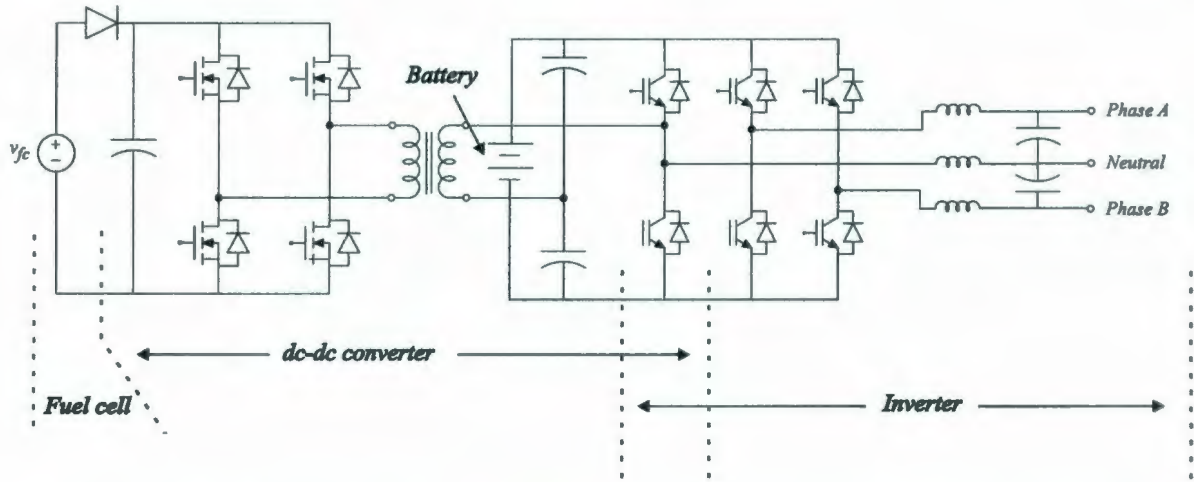 Battery
Phase A
v_fc
+
−
Neutral
Phase B
dc-dc converter
Fuel cell
Inverter